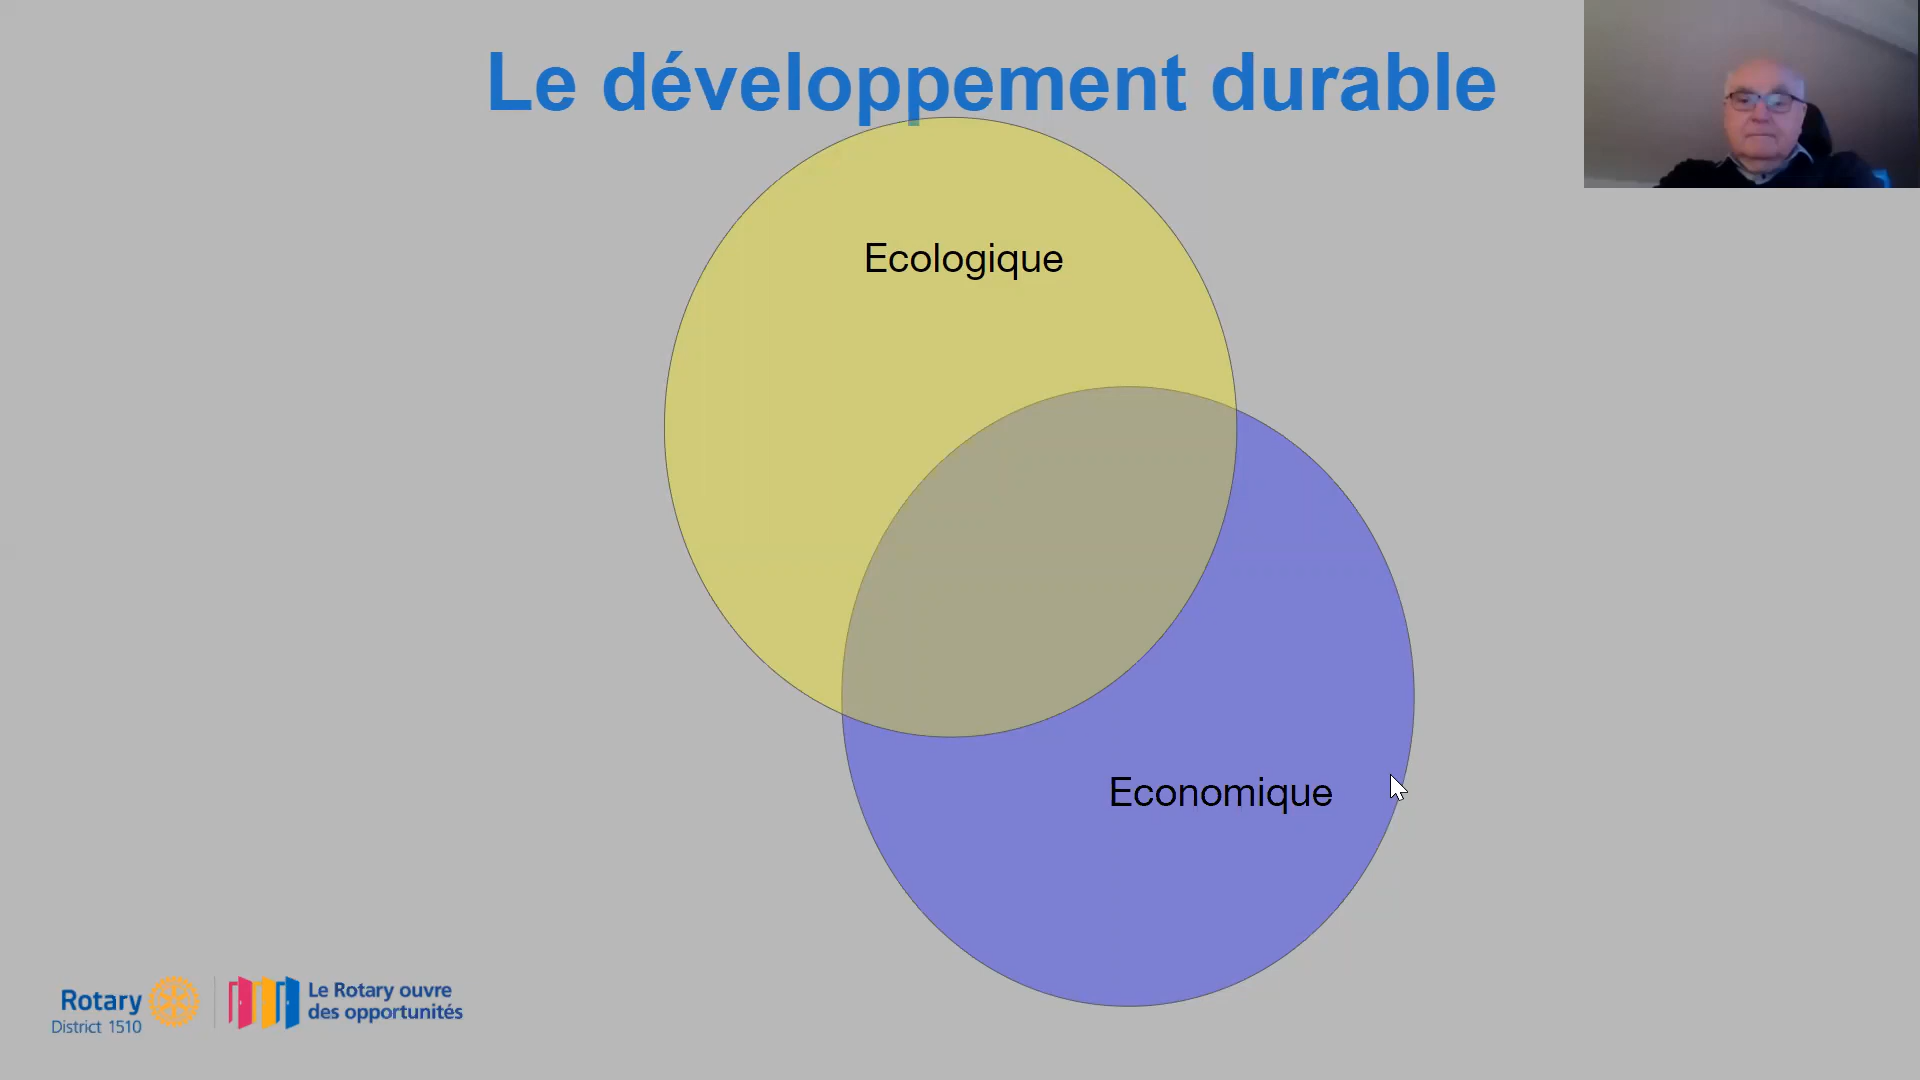 Le développement durable
Ecologique
Economique
Rotary
District 1510
Le Rotary ouvre
des opportunités